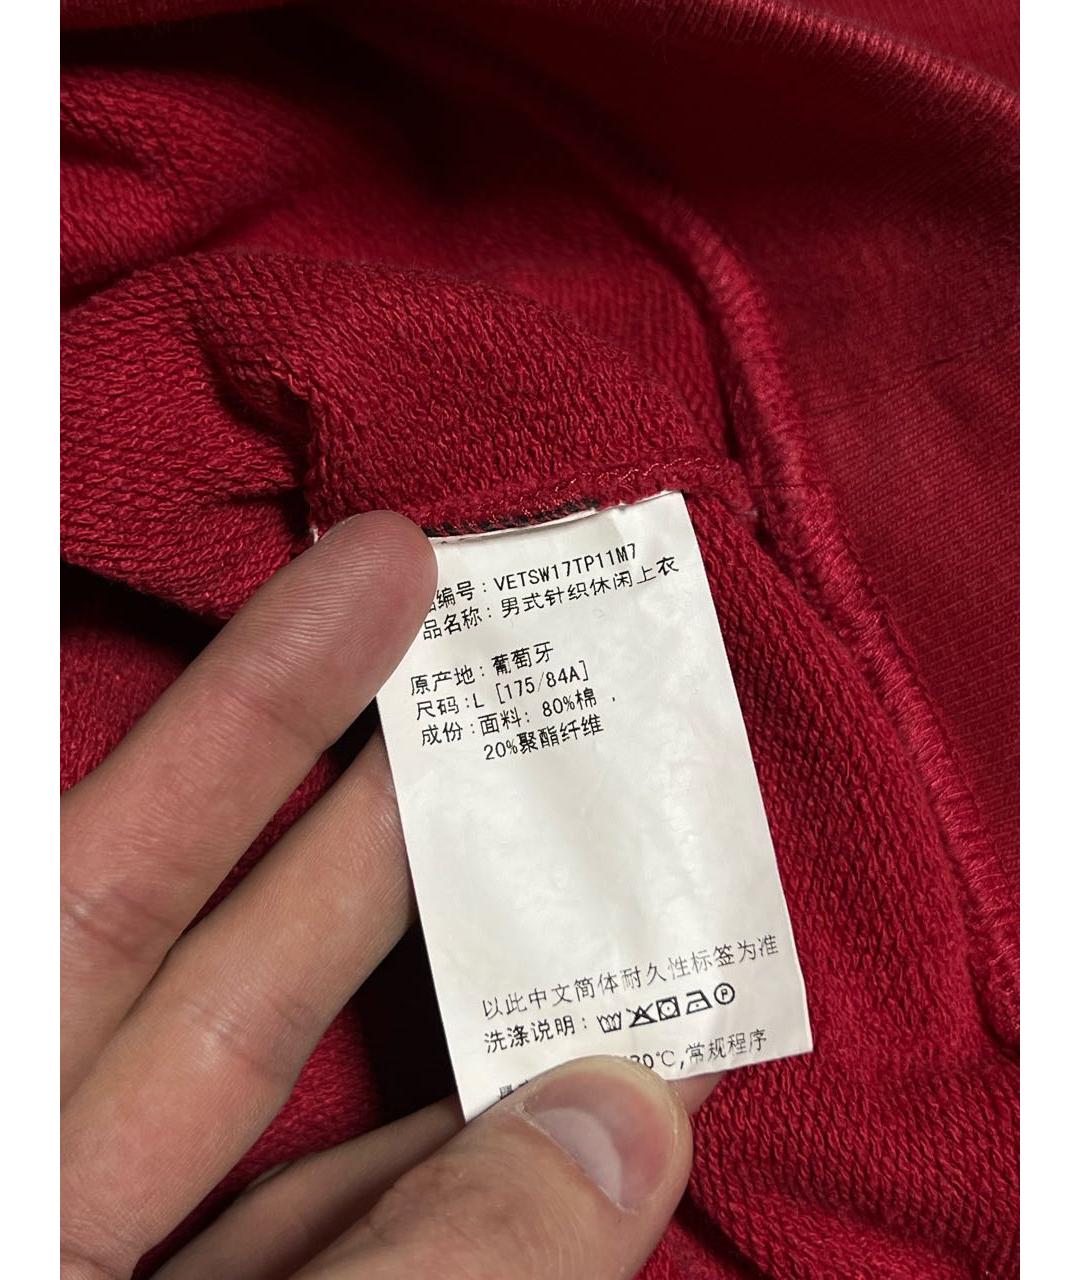 编号：VETSW17TP11M7
品名称：男式针织休闲上衣
原产地：葡萄牙
尺码：L [175/84A]
成份：面料：80%棉，
20%聚酯纤维
以此中文简体耐久性标签为准
洗涤说明：
30℃,常规程序